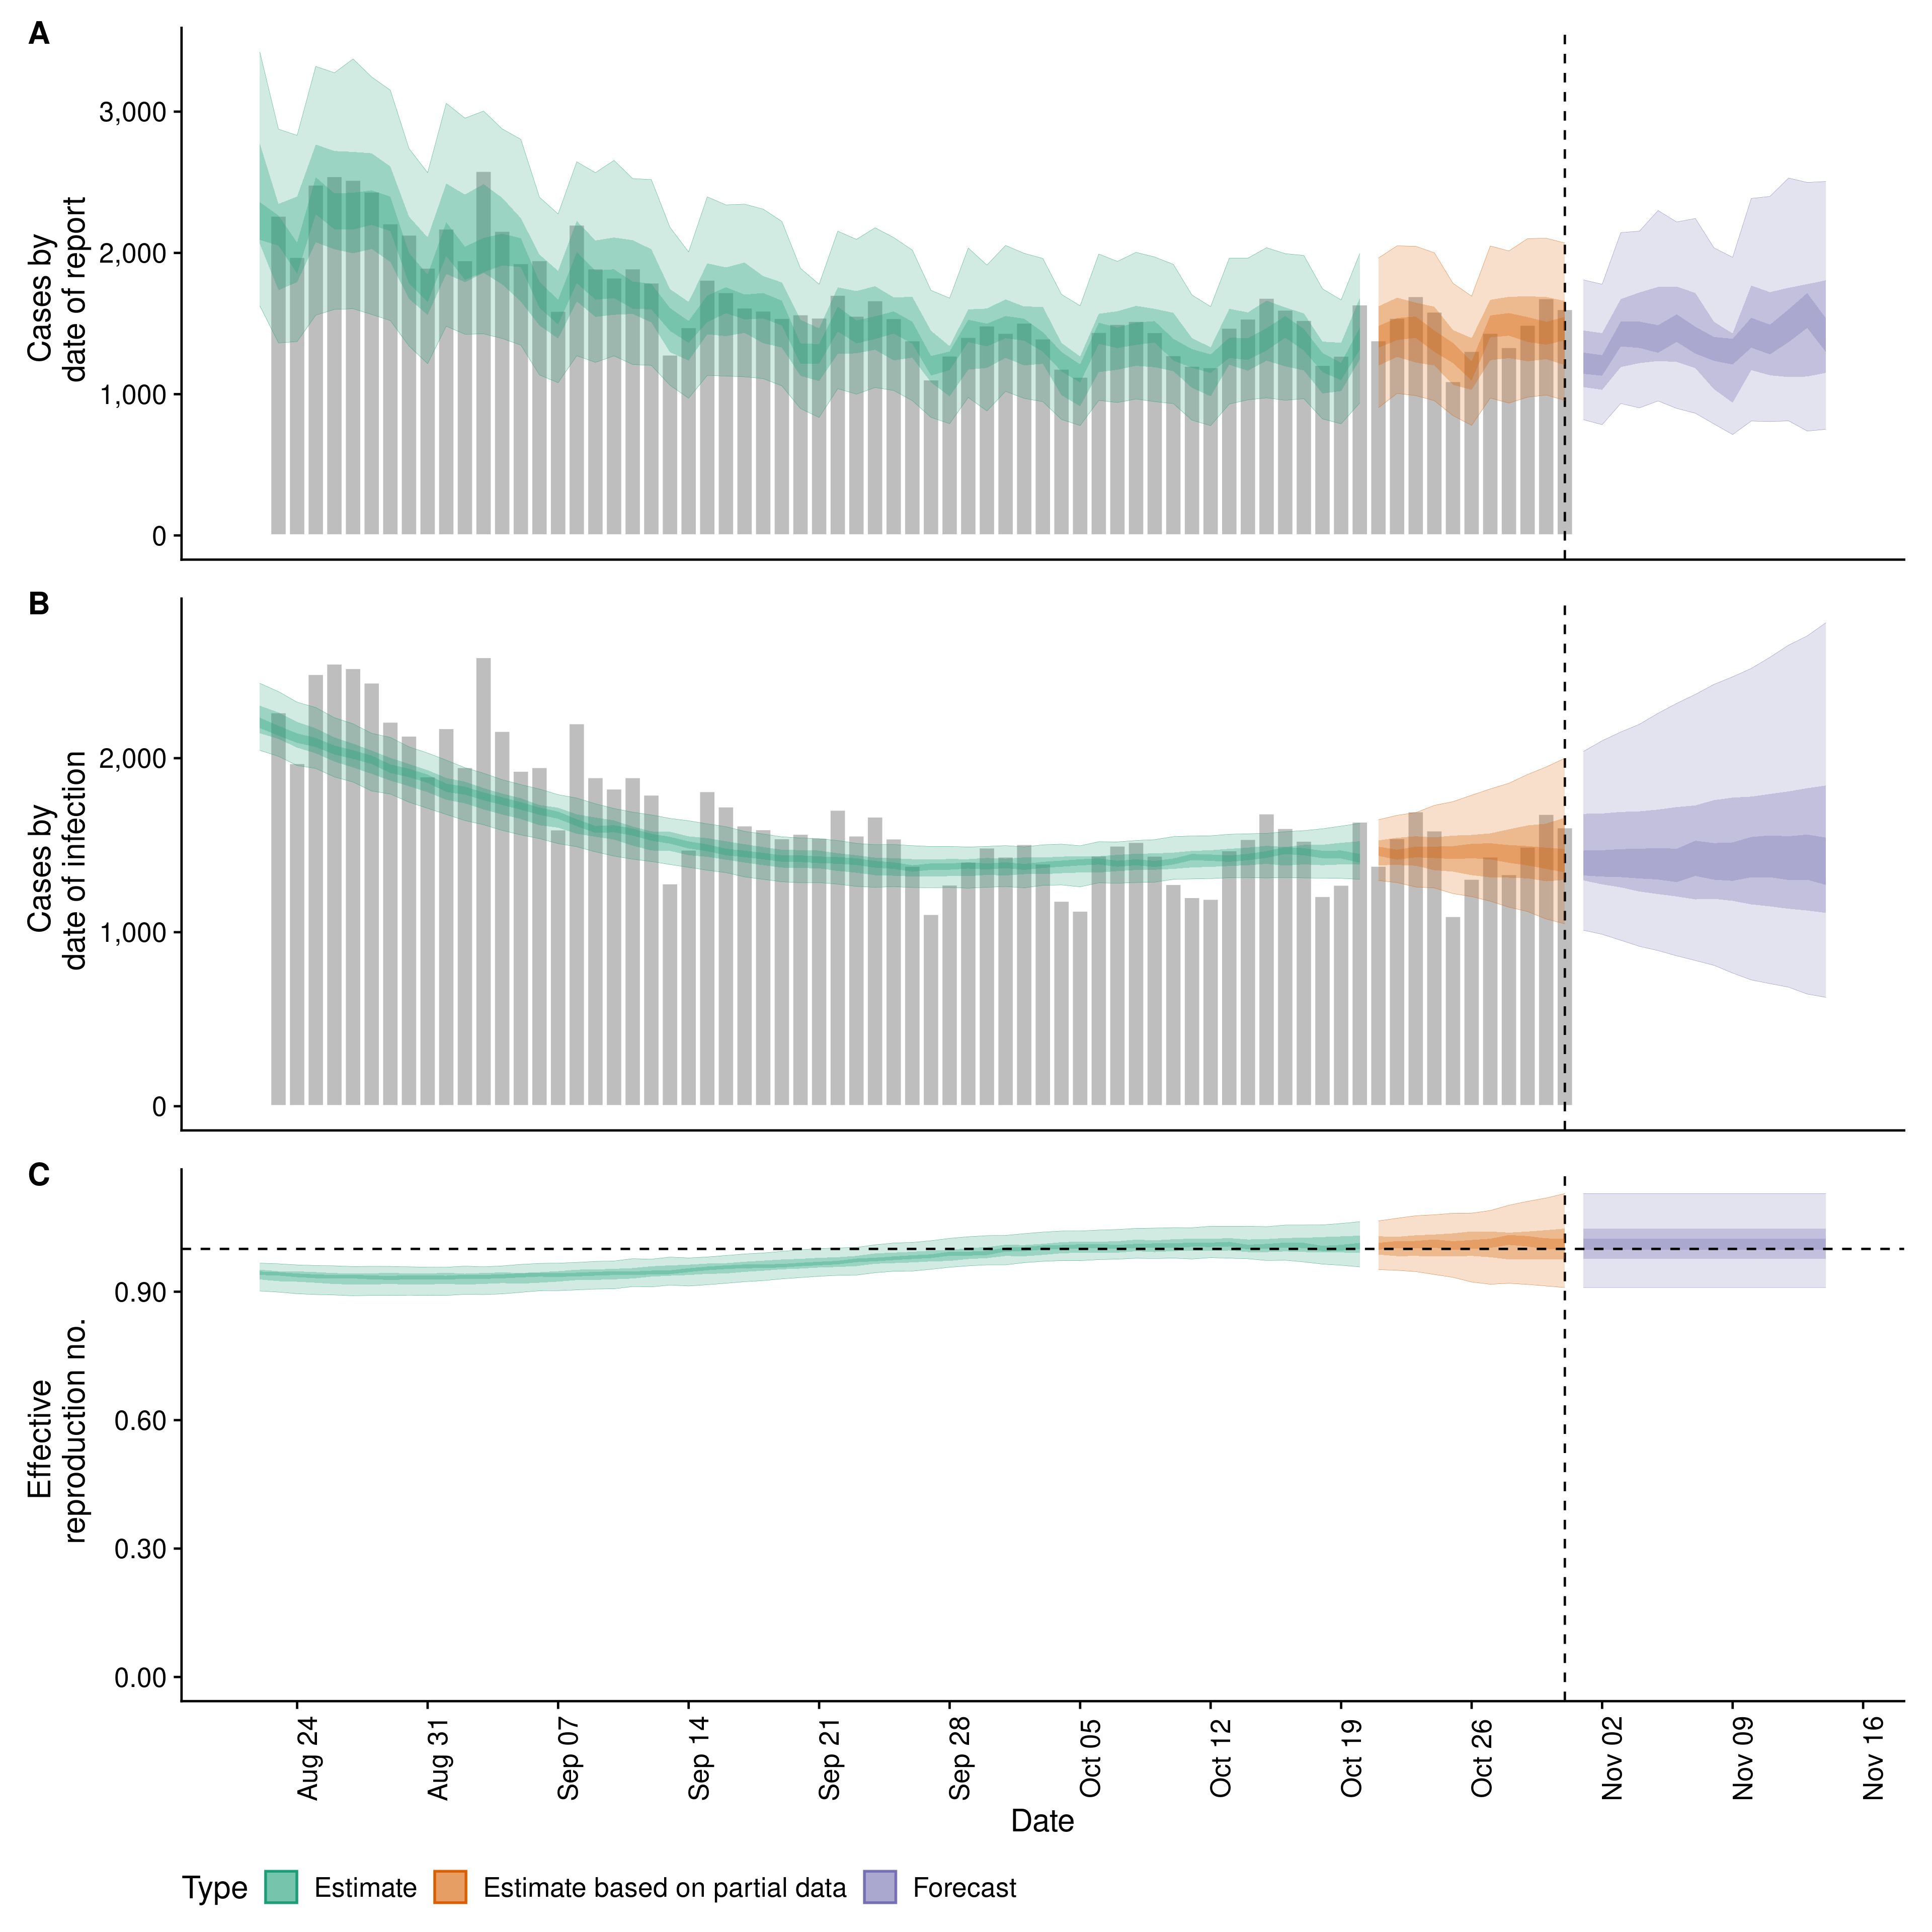 A
Cases by
date of report
3,000
2,000
1,000
0
B
Cases by
date of infection
2,000
1,000
0
C
Effective
reproduction no.
0.90
0.60
0.30
0.00
Aug 24
Aug 31
Sep 07
Sep 14
Sep 21
Sep 28
Oct 05
Oct 12
Oct 19
Oct 26
Nov 02
Nov 09
Nov 16
Date
Type Estimate Estimate based on partial data Forecast